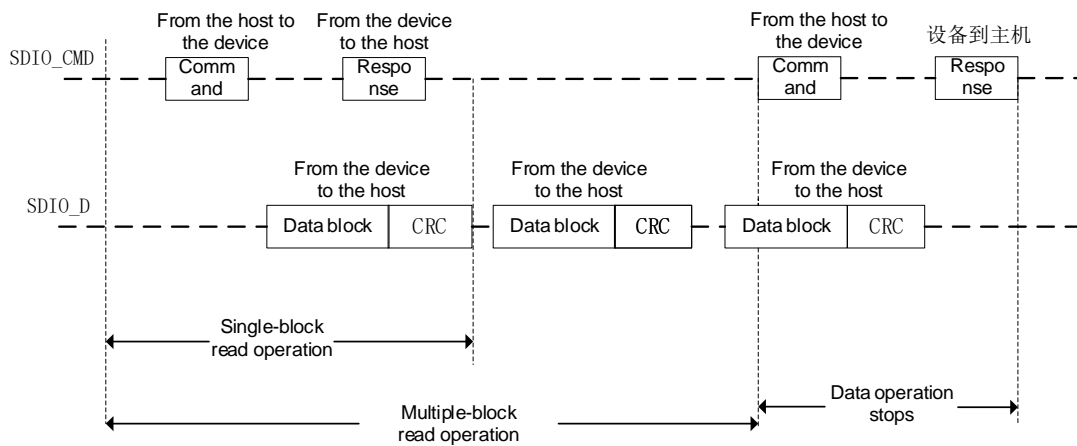 From the host to
the device
From the device
to the host
From the host to
the device
设备到主机
SDIO_CMD
Comm
and
Respo
nse
Comm
and
Respo
nse
From the device
to the host
From the device
to the host
From the device
to the host
SDIO_D
Data block
CRC
Data block
CRC
Data block
CRC
Single-block
read operation
Multiple-block
read operation
Data operation
stops